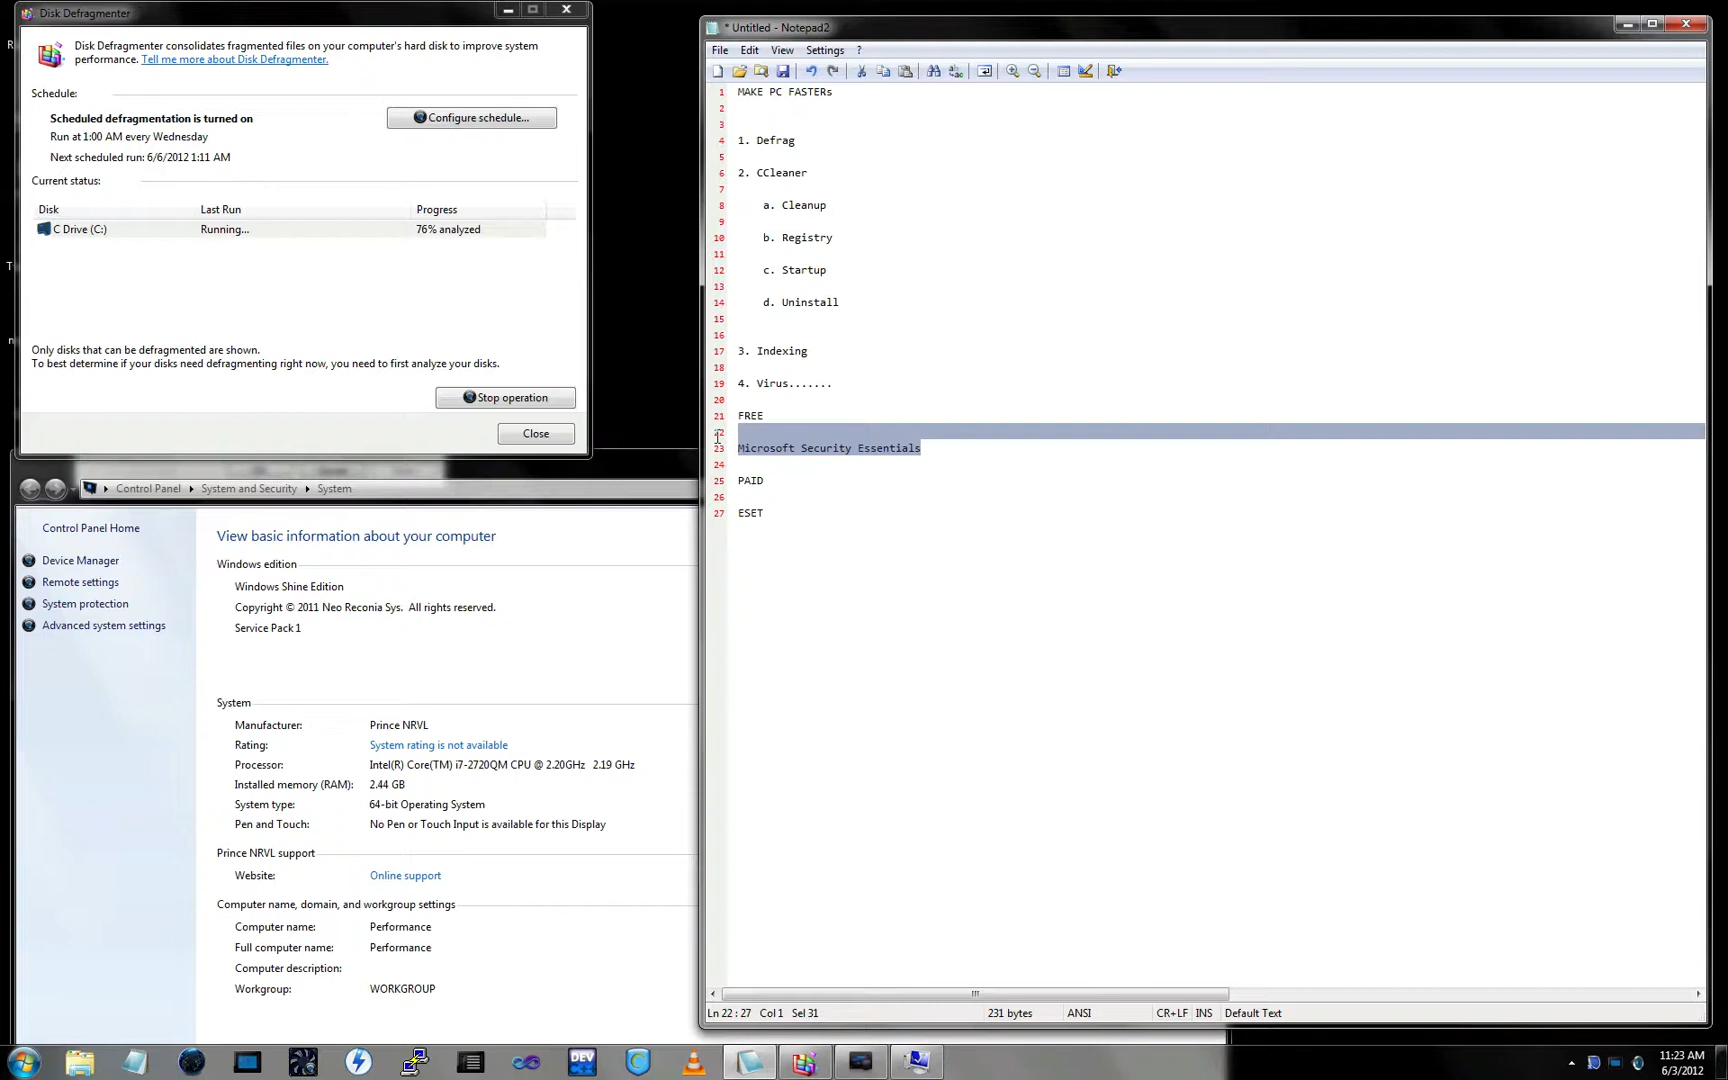 Disk Defragmenter
Disk Defragmenter consolidates fragmented files on your computer's hard disk to improve system
performance. Tell me more about Disk Defragmenter.
Schedule:
Scheduled defragmentation is turned on
Configure schedule...
Run at 1:00 AM every Wednesday
Next scheduled run: 6/6/2012 1:11 AM
Current status:
Disk Last Run Progress
C Drive (C:) Running... 76% analyzed
Only disks that can be defragmented are shown.
To best determine if your disks need defragmenting right now, you need to first analyze your disks.
Stop operation
Close
Control Panel System and Security System
Control Panel Home
Device Manager
Remote settings
System protection
Advanced system settings
View basic information about your computer
Windows edition
Windows Shine Edition
Copyright © 2011 Neo Reconia Sys. All rights reserved.
Service Pack 1
System
Manufacturer: Prince NRVL
Rating: System rating is not available
Processor: Intel(R) Core(TM) i7-2720QM CPU @ 2.20GHz 2.19 GHz
Installed memory (RAM): 2.44 GB
System type: 64-bit Operating System
Pen and Touch: No Pen or Touch Input is available for this Display
Prince NRVL support
Website: Online support
Computer name, domain, and workgroup settings
Computer name: Performance
Full computer name: Performance
Computer description:
Workgroup: WORKGROUP
* Untitled - Notepad2
File Edit View Settings ?
1 MAKE PC FASTERs
2
3
4 1. Defrag
5
6 2. CCleaner
7
8 a. Cleanup
9
10 b. Registry
11
12 c. Startup
13
14 d. Uninstall
15
16
17 3. Indexing
18
19 4. Virus.......
20
21 FREE
22
23 Microsoft Security Essentials
24
25 PAID
26
27 ESET
Ln 22 : 27 Col 1 Sel 31 231 bytes ANSI CR+LF INS Default Text
DEV
11:23 AM
6/3/2012